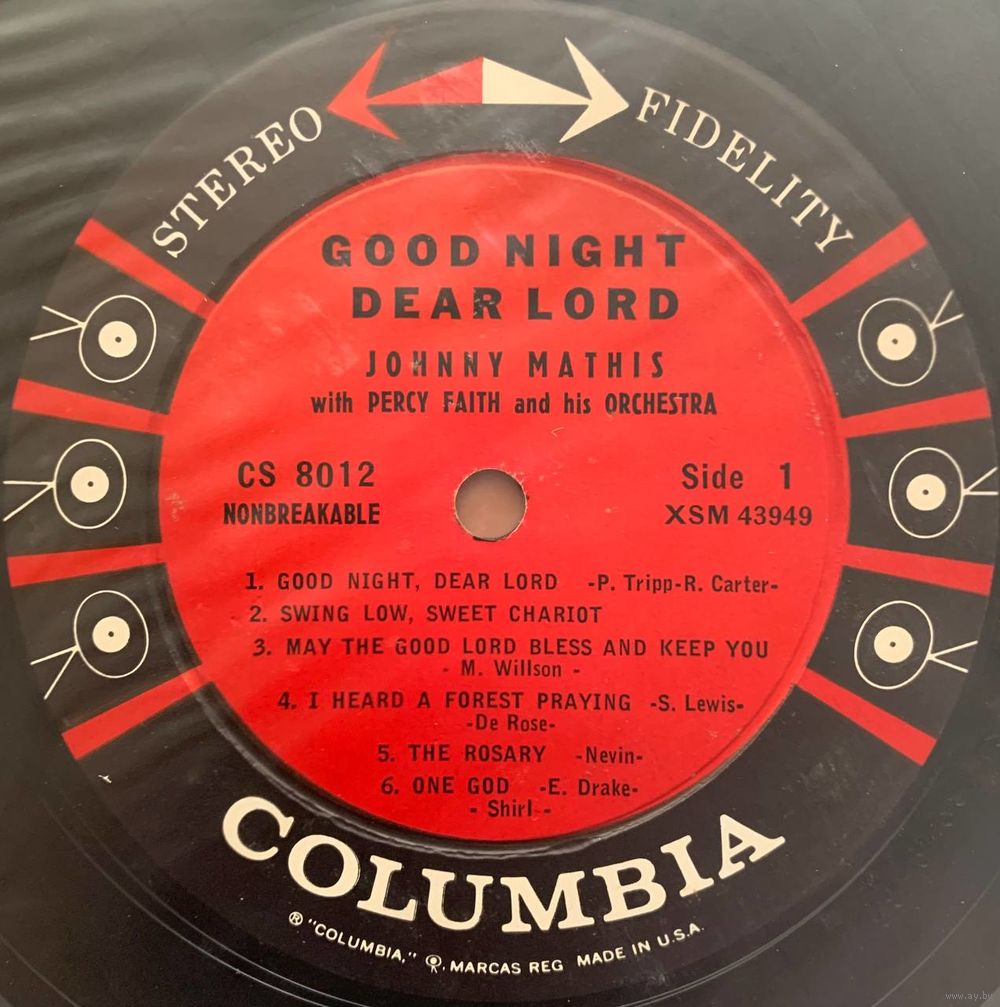 STEREO FIDELITY
GOOD NIGHT
DEAR LORD
JOHNNY MATHIS
with PERCY FAITH and his ORCHESTRA
CS 8012
NONBREAKABLE
Side 1
XSM 43949
1. GOOD NIGHT, DEAR LORD -P. Tripp-R. Carter-
2. SWING LOW, SWEET CHARIOT
3. MAY THE GOOD LORD BLESS AND KEEP YOU
- M. Willson -
4. I HEARD A FOREST PRAYING -S. Lewis-
-De Rose-
5. THE ROSARY -Nevin-
6. ONE GOD -E. Drake-
- Shirl -
COLUMBIA
® "COLUMBIA," MARCAS REG MADE IN U.S.A.
www.ay.by